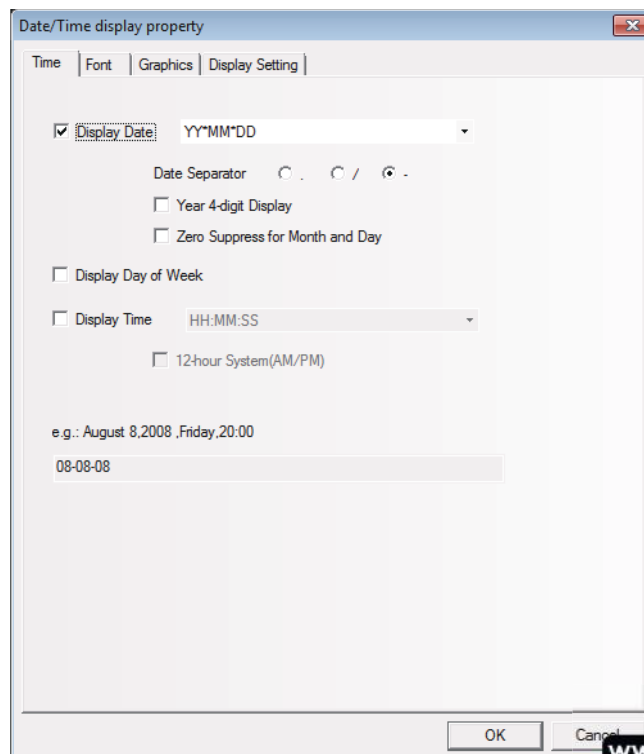 Date/Time display property
Time Font Graphics Display Setting
Display Date YY*MM*DD
Date Separator . / -
Year 4-digit Display
Zero Suppress for Month and Day
Display Day of Week
Display Time HH:MM:SS
12-hour System(AM/PM)
e.g.: August 8,2008 ,Friday,20:00
08-08-08
OK Cancel